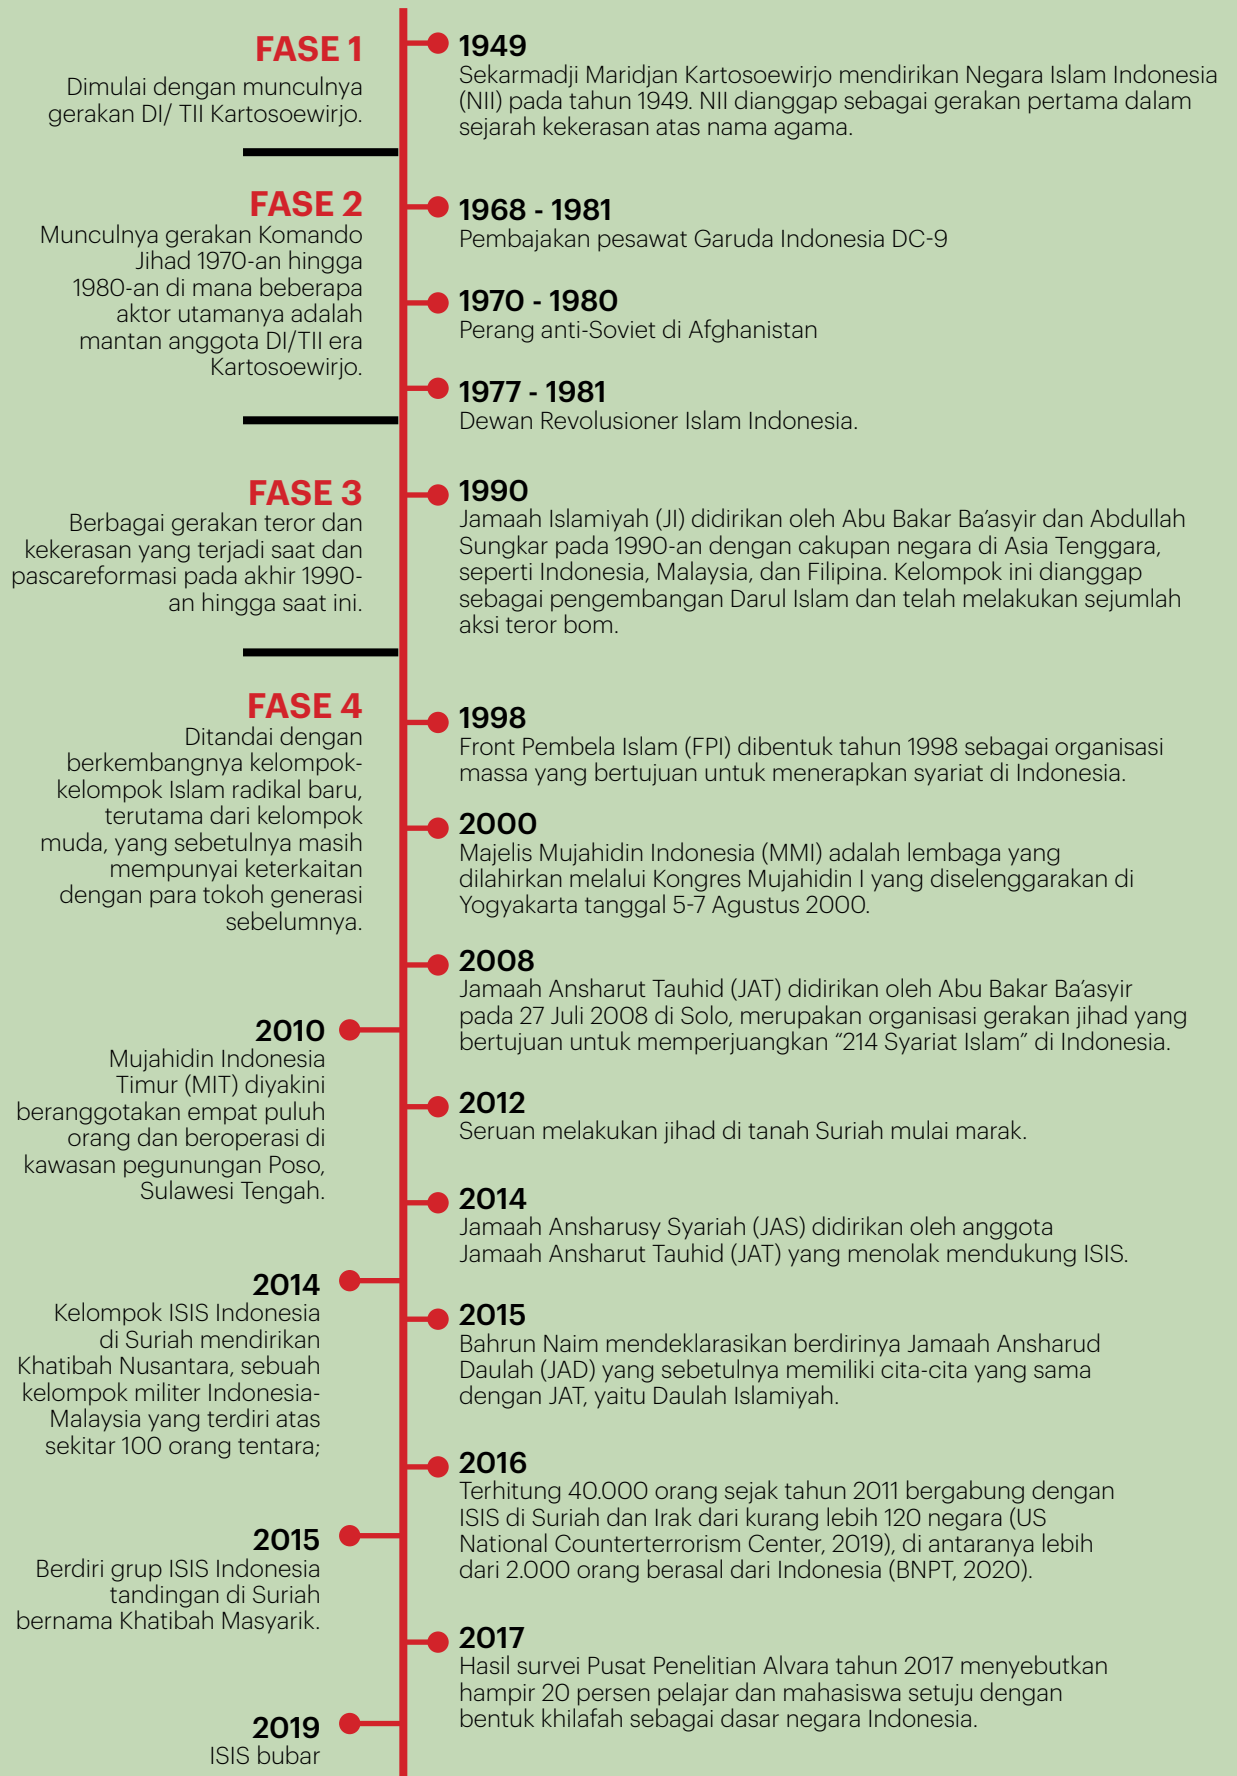 FASE 1
Dimulai dengan munculnya
gerakan DI/ TII Kartosoewirjo.
1949
Sekarmadji Maridjan Kartosoewirjo mendirikan Negara Islam Indonesia
(NII) pada tahun 1949. NII dianggap sebagai gerakan pertama dalam
sejarah kekerasan atas nama agama.
FASE 2
Munculnya gerakan Komando
Jihad 1970-an hingga
1980-an di mana beberapa
aktor utamanya adalah
mantan anggota DI/TII era
Kartosoewirjo.
1968 - 1981
Pembajakan pesawat Garuda Indonesia DC-9
1970 - 1980
Perang anti-Soviet di Afghanistan
1977 - 1981
Dewan Revolusioner Islam Indonesia.
FASE 3
Berbagai gerakan teror dan
kekerasan yang terjadi saat dan
pascareformasi pada akhir 1990-
an hingga saat ini.
1990
Jamaah Islamiyah (JI) didirikan oleh Abu Bakar Ba'asyir dan Abdullah
Sungkar pada 1990-an dengan cakupan negara di Asia Tenggara,
seperti Indonesia, Malaysia, dan Filipina. Kelompok ini dianggap
sebagai pengembangan Darul Islam dan telah melakukan sejumlah
aksi teror bom.
FASE 4
Ditandai dengan
berkembangnya kelompok-
kelompok Islam radikal baru,
terutama dari kelompok
muda, yang sebetulnya masih
mempunyai keterkaitan
dengan para tokoh generasi
sebelumnya.
1998
Front Pembela Islam (FPI) dibentuk tahun 1998 sebagai organisasi
massa yang bertujuan untuk menerapkan syariat di Indonesia.
2000
Majelis Mujahidin Indonesia (MMI) adalah lembaga yang
dilahirkan melalui Kongres Mujahidin I yang diselenggarakan di
Yogyakarta tanggal 5-7 Agustus 2000.
2008
Jamaah Ansharut Tauhid (JAT) didirikan oleh Abu Bakar Ba'asyir
pada 27 Juli 2008 di Solo, merupakan organisasi gerakan jihad yang
bertujuan untuk memperjuangkan “214 Syariat Islam” di Indonesia.
2010
Mujahidin Indonesia
Timur (MIT) diyakini
beranggotakan empat puluh
orang dan beroperasi di
kawasan pegunungan Poso,
Sulawesi Tengah.
2012
Seruan melakukan jihad di tanah Suriah mulai marak.
2014
Jamaah Ansharusy Syariah (JAS) didirikan oleh anggota
Jamaah Ansharut Tauhid (JAT) yang menolak mendukung ISIS.
2014
Kelompok ISIS Indonesia
di Suriah mendirikan
Khatibah Nusantara, sebuah
kelompok militer Indonesia-
Malaysia yang terdiri atas
sekitar 100 orang tentara;
2015
Bahrun Naim mendeklarasikan berdirinya Jamaah Ansharud
Daulah (JAD) yang sebetulnya memiliki cita-cita yang sama
dengan JAT, yaitu Daulah Islamiyah.
2016
Terhitung 40.000 orang sejak tahun 2011 bergabung dengan
ISIS di Suriah dan Irak dari kurang lebih 120 negara (US
National Counterterrorism Center, 2019), di antaranya lebih
dari 2.000 orang berasal dari Indonesia (BNPT, 2020).
2015
Berdiri grup ISIS Indonesia
tandingan di Suriah
bernama Khatibah Masyarik.
2017
Hasil survei Pusat Penelitian Alvara tahun 2017 menyebutkan
hampir 20 persen pelajar dan mahasiswa setuju dengan
bentuk khilafah sebagai dasar negara Indonesia.
2019
ISIS bubar